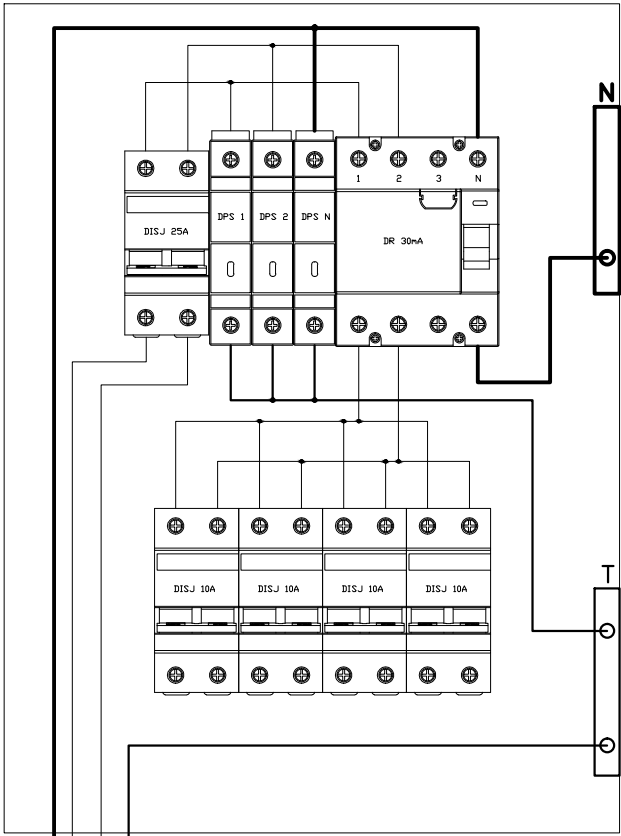 N
1 2 3 N
DISJ 25A
DPS 1 DPS 2 DPS N
DR 30mA
T
DISJ 10A DISJ 10A DISJ 10A DISJ 10A